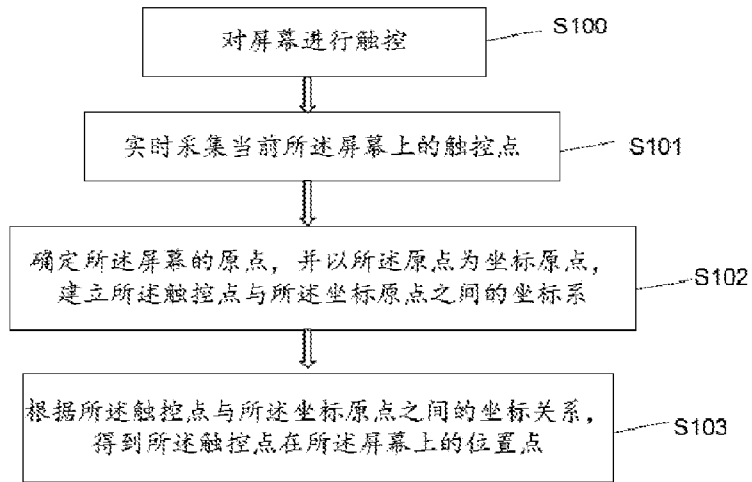 对屏幕进行触控
S100
实时采集当前所述屏幕上的触控点
S101
确定所述屏幕的原点，并以所述原点为坐标原点，
建立所述触控点与所述坐标原点之间的坐标系
S102
根据所述触控点与所述坐标原点之间的坐标关系，
得到所述触控点在所述屏幕上的位置点
S103